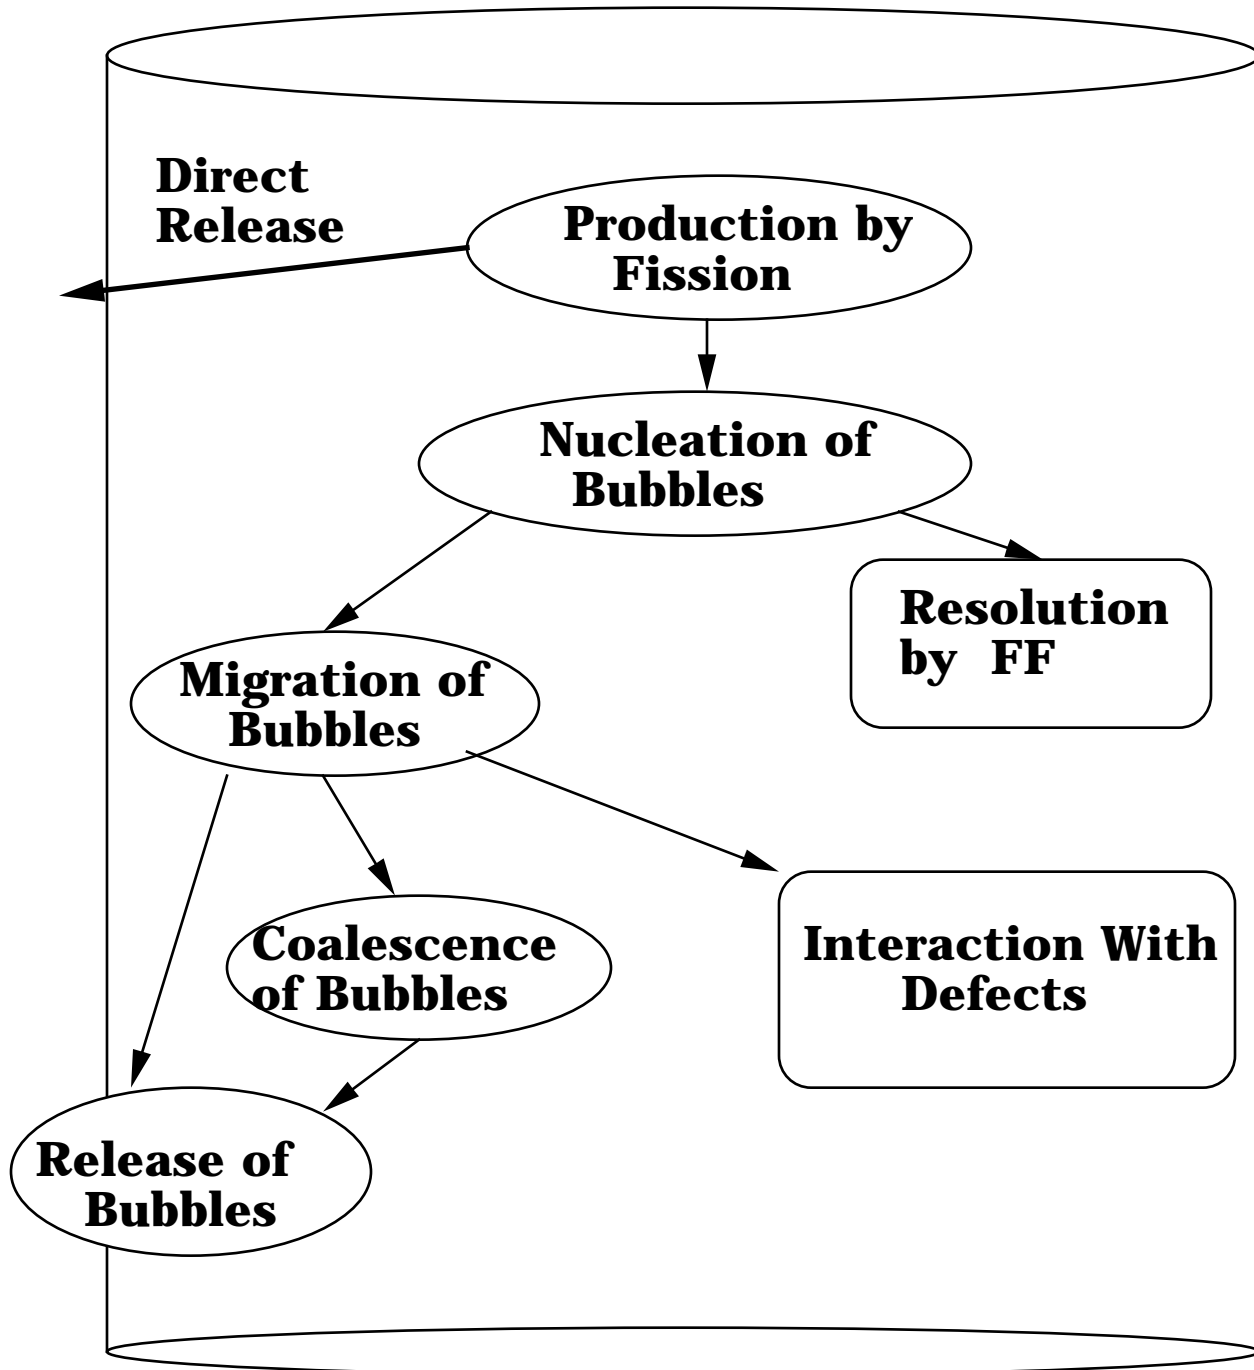 Direct
Release
Production by
Fission
Nucleation of
Bubbles
Resolution
by FF
Migration of
Bubbles
Coalescence
of Bubbles
Interaction With
Defects
Release of
Bubbles